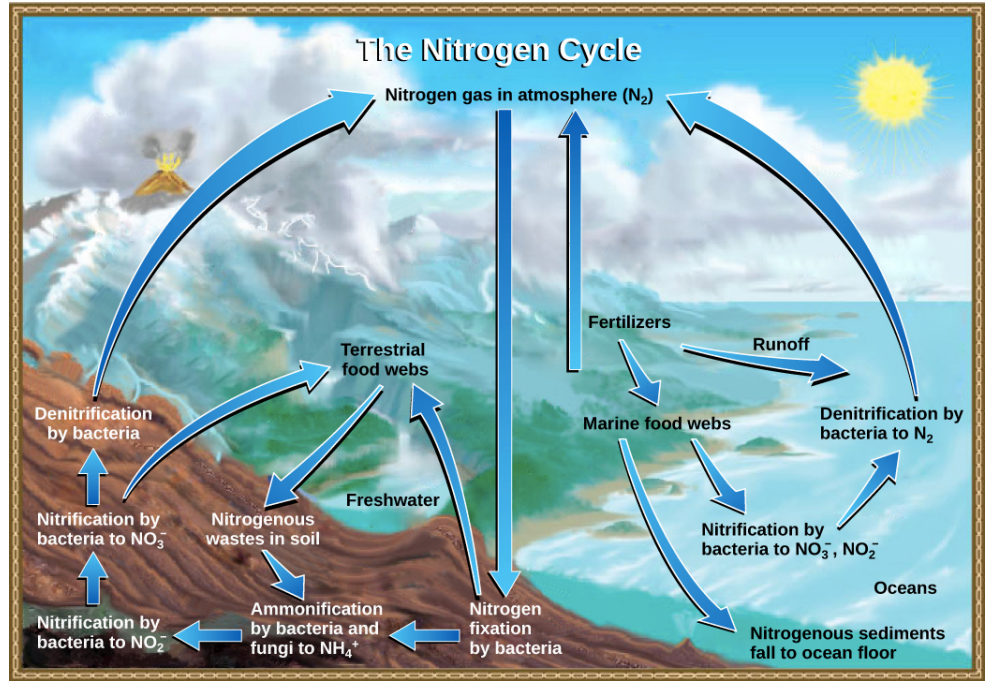 The Nitrogen Cycle
Nitrogen gas in atmosphere (N₂)
Fertilizers
Runoff
Terrestrial
food webs
Denitrification
by bacteria
Marine food webs
Denitrification by
bacteria to N₂
Freshwater
Nitrification by
bacteria to NO₃⁻
Nitrogenous
wastes in soil
Nitrification by
bacteria to NO₃⁻, NO₂⁻
Oceans
Nitrification by
bacteria to NO₂⁻
Ammonification
by bacteria and
fungi to NH₄⁺
Nitrogen
fixation
by bacteria
Nitrogenous sediments
fall to ocean floor